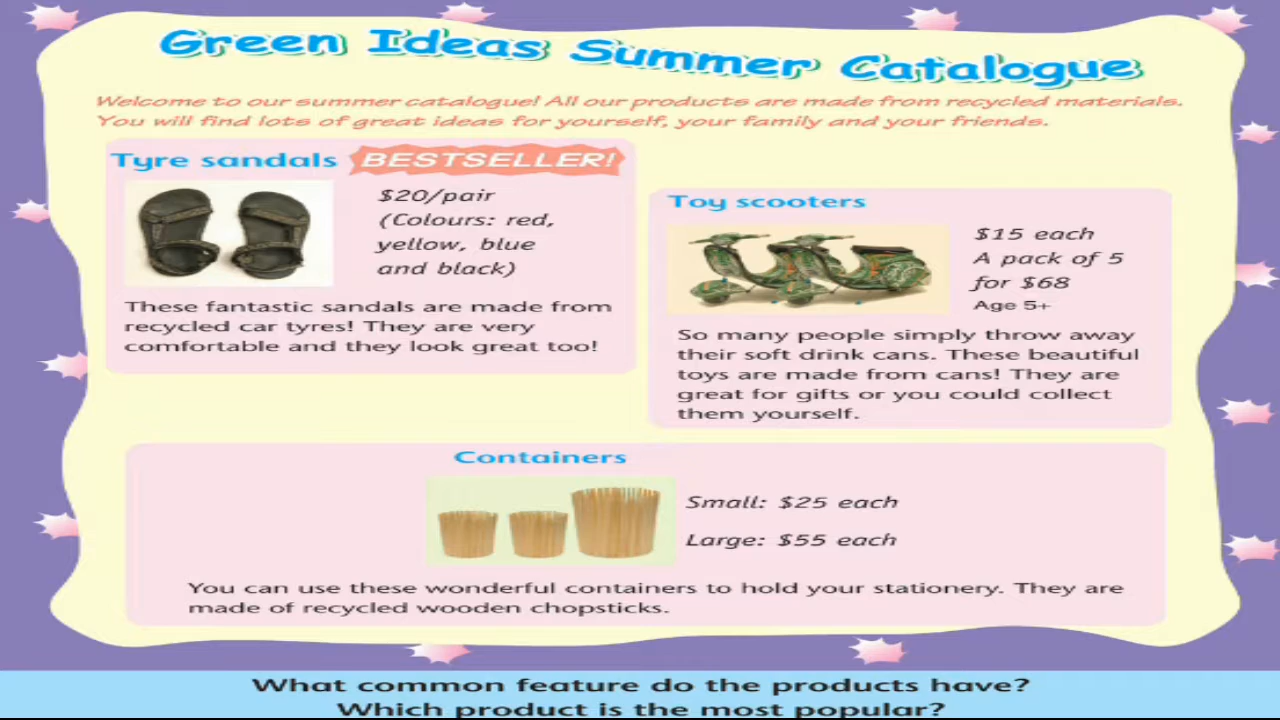 Green Ideas Summer Catalogue
Welcome to our summer catalogue! All our products are made from recycled materials.
You will find lots of great ideas for yourself, your family and your friends.
Tyre sandals BESTSELLER!
$20/pair
(Colours: red,
yellow, blue
and black)
These fantastic sandals are made from
recycled car tyres! They are very
comfortable and they look great too!
Toy scooters
$15 each
A pack of 5
for $68
Age 5+
So many people simply throw away
their soft drink cans. These beautiful
toys are made from cans! They are
great for gifts or you could collect
them yourself.
Containers
Small: $25 each
Large: $55 each
You can use these wonderful containers to hold your stationery. They are
made of recycled wooden chopsticks.
What common feature do the products have?
Which product is the most popular?